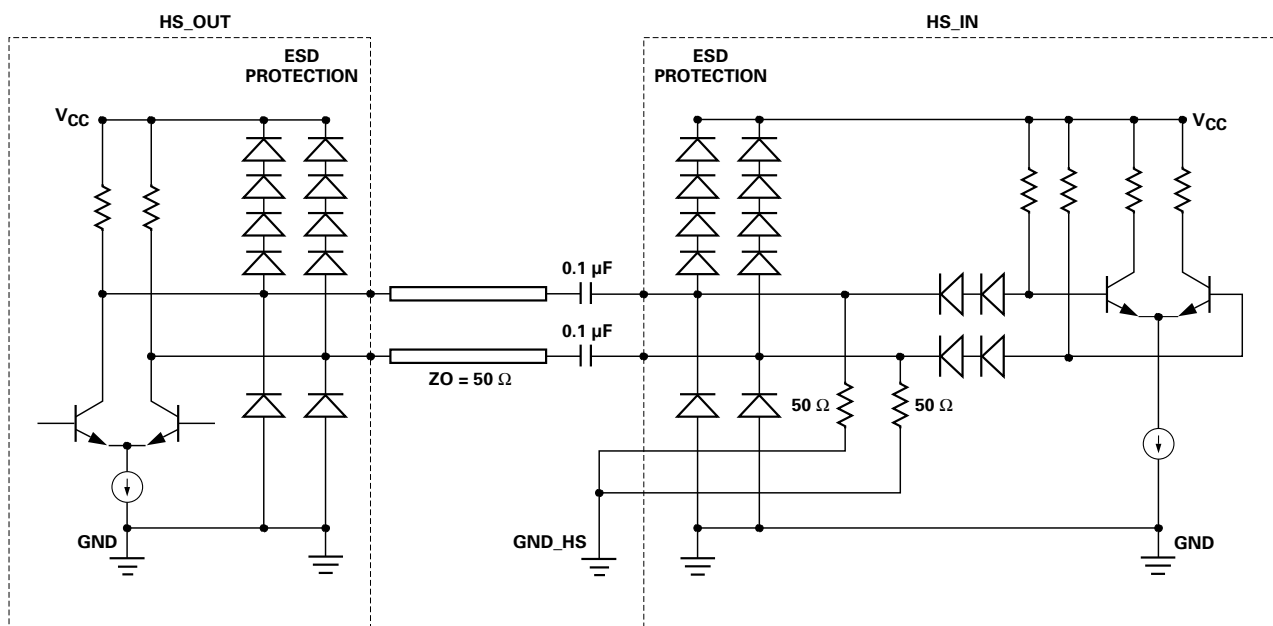 HS_OUT
HS_IN
ESD
PROTECTION
ESD
PROTECTION
VCC
VCC
0.1 µF
0.1 µF
ZO = 50 Ω
50 Ω
50 Ω
GND
GND_HS
GND